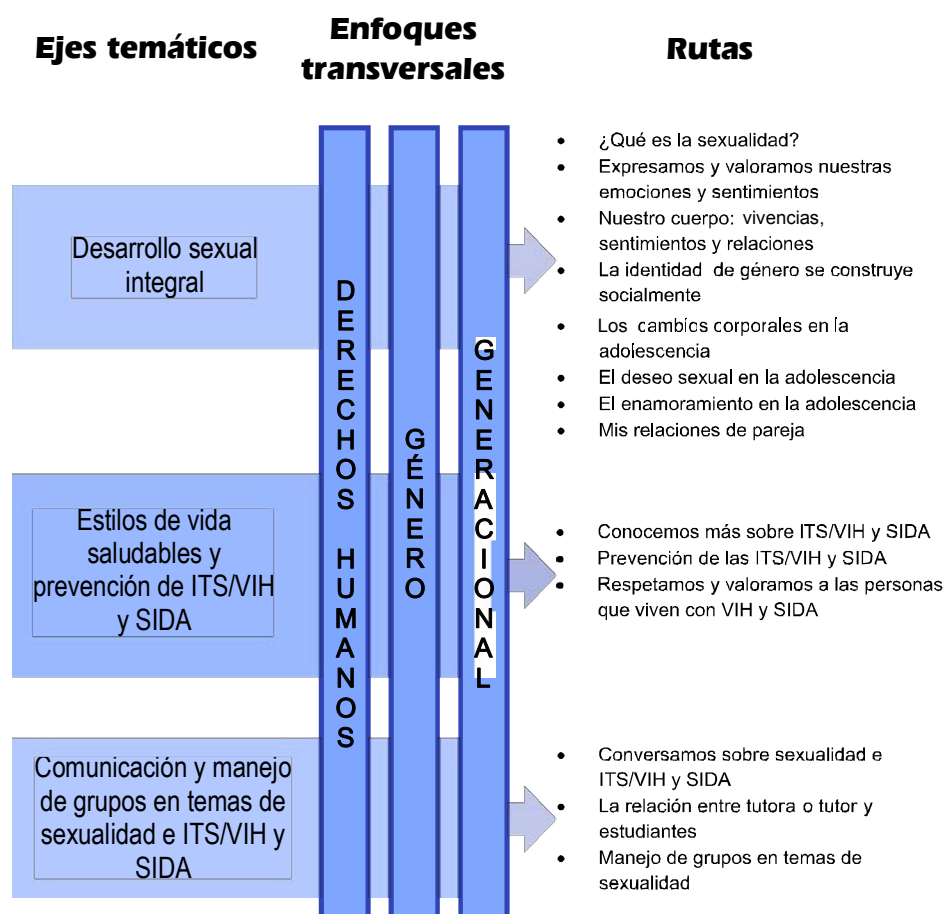 Ejes temáticos
Enfoques
transversales
Rutas
Desarrollo sexual
integral
Estilos de vida
saludables y
prevención de ITS/VIH
y SIDA
Comunicación y manejo
de grupos en temas de
sexualidad e ITS/VIH y
SIDA
DERECHOS HUMANOS
GÉNERO
GENERACIONAL
• ¿Qué es la sexualidad?
• Expresamos y valoramos nuestras
emociones y sentimientos
• Nuestro cuerpo: vivencias,
sentimientos y relaciones
• La identidad de género se construye
socialmente
• Los cambios corporales en la
adolescencia
• El deseo sexual en la adolescencia
• El enamoramiento en la adolescencia
• Mis relaciones de pareja
• Conocemos más sobre ITS/VIH y SIDA
• Prevención de las ITS/VIH y SIDA
• Respetamos y valoramos a las personas
que viven con VIH y SIDA
• Conversamos sobre sexualidad e
ITS/VIH y SIDA
• La relación entre tutora o tutor y
estudiantes
• Manejo de grupos en temas de
sexualidad